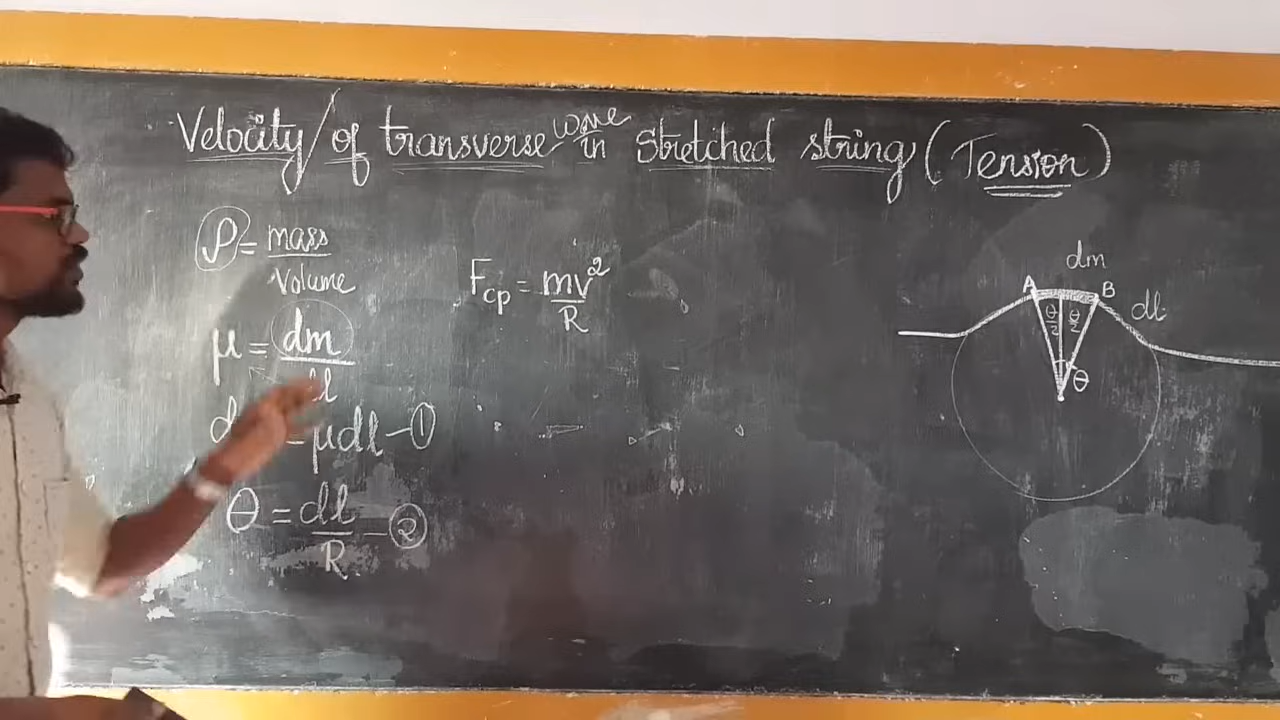 Velocity/of transverse wave in Stretched string (Tension)
ρ = mass
Volume
Fcp = mv²
R
μ = dm
dl
= μdl - ①
θ = dl - ②
R
dm
A B
dl
θ/2 θ/2
θ